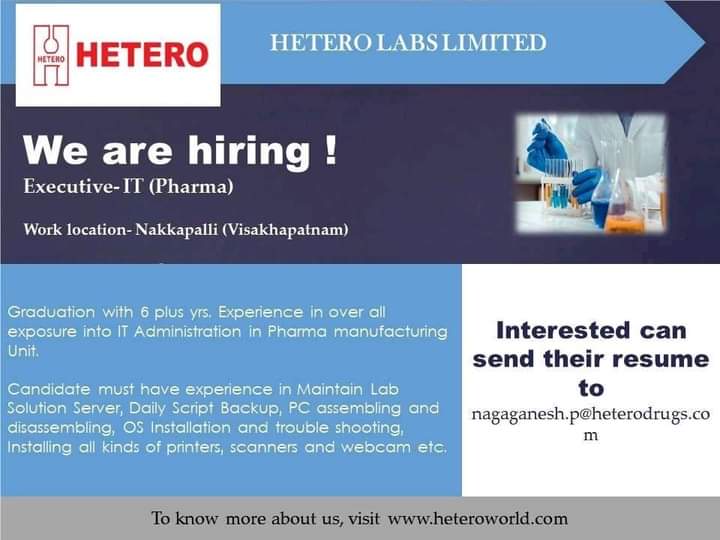 HETERO
HETERO
HETERO LABS LIMITED
We are hiring !
Executive- IT (Pharma)
Work location- Nakkapalli (Visakhapatnam)
Graduation with 6 plus yrs. Experience in over all
exposure into IT Administration in Pharma manufacturing
Unit.
Candidate must have experience in Maintain Lab
Solution Server, Daily Script Backup, PC assembling and
disassembling, OS Installation and trouble shooting,
Installing all kinds of printers, scanners and webcam etc.
Interested can
send their resume
to
nagaganesh.p@heterodrugs.co
m
To know more about us, visit www.heteroworld.com